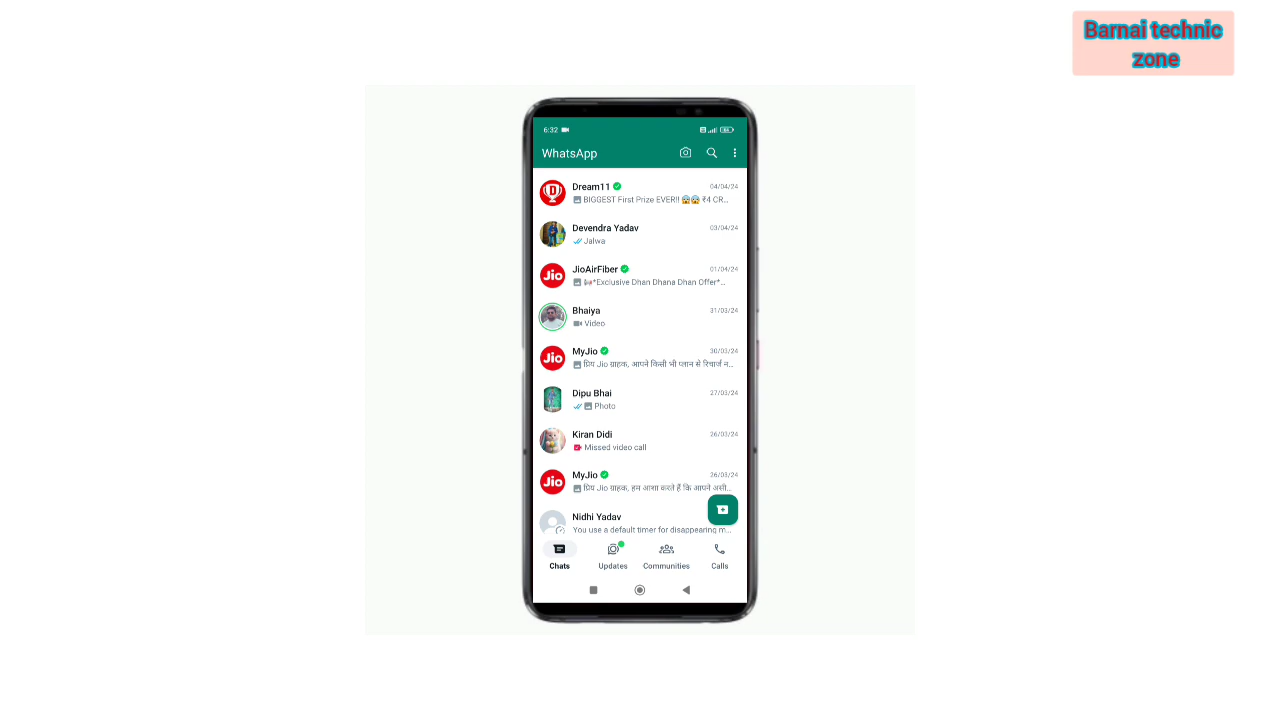 Barnai technic
zone
6:32
WhatsApp
Dream11 04/04/24
BIGGEST First Prize EVER!! 😱😱 ₹4 CR...
Devendra Yadav 03/04/24
Jalwa
Jio JioAirFiber 01/04/24
*Exclusive Dhan Dhana Dhan Offer*...
Bhaiya 31/03/24
Video
Jio MyJio 30/03/24
प्रिय Jio ग्राहक, आपने किसी भी प्लान से रिचार्ज न...
Dipu Bhai 27/03/24
Photo
Kiran Didi 26/03/24
Missed video call
Jio MyJio 26/03/24
प्रिय Jio ग्राहक, हम आशा करते हैं कि आपने असी...
Nidhi Yadav
You use a default timer for disappearing m...
Chats Updates Communities Calls